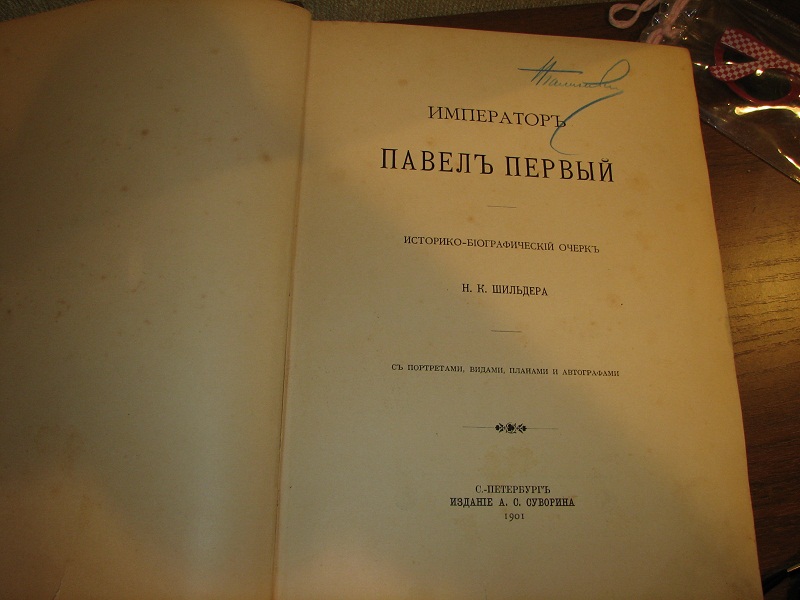 ИМПЕРАТОРЪ
ПАВЕЛЪ ПЕРВЫЙ
ИСТОРИКО-БІОГРАФИЧЕСКІЙ ОЧЕРКЪ
Н. К. ШИЛЬДЕРА
СЪ ПОРТРЕТАМИ, ВИДАМИ, ПЛАНАМИ И АВТОГРАФАМИ
С.-ПЕТЕРБУРГЪ
ИЗДАНІЕ А. С. СУВОРИНА
1901